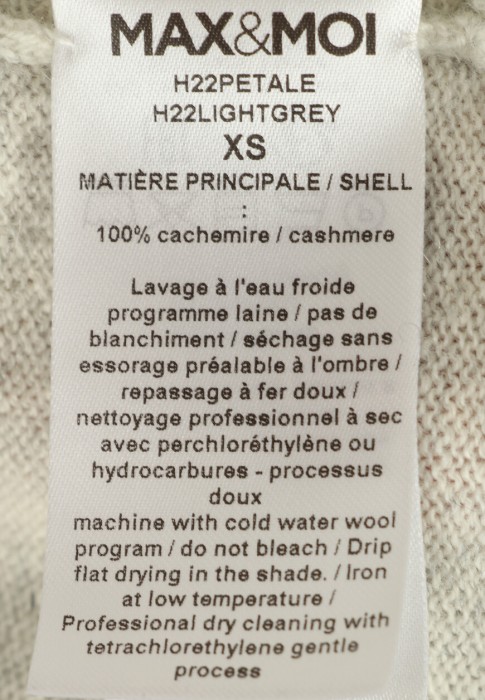 MAX&MOI
H22PETALE
H22LIGHTGREY
XS
MATIÈRE PRINCIPALE / SHELL
:
100% cachemire / cashmere
Lavage à l'eau froide
programme laine / pas de
blanchiment / séchage sans
essorage préalable à l'ombre /
repassage à fer doux /
nettoyage professionnel à sec
avec perchloréthylène ou
hydrocarbures - processus
doux
machine with cold water wool
program / do not bleach / Drip
flat drying in the shade. / Iron
at low temperature /
Professional dry cleaning with
tetrachlorethylene gentle
process